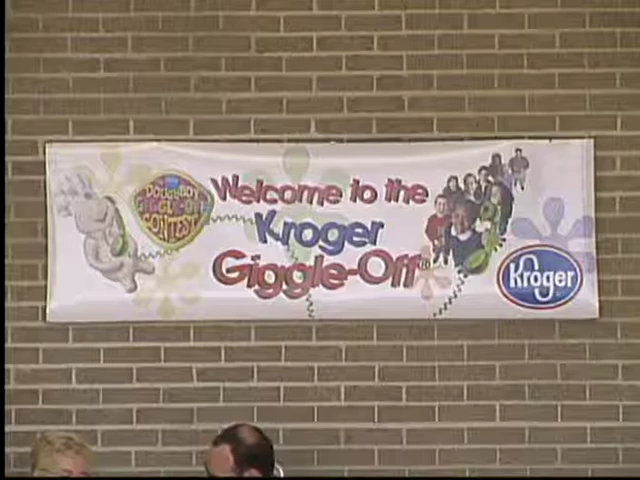 DOUGHBOY
GIGGLE-OFF
CONTEST
Welcome to the
Kroger
Giggle-Off
Kroger